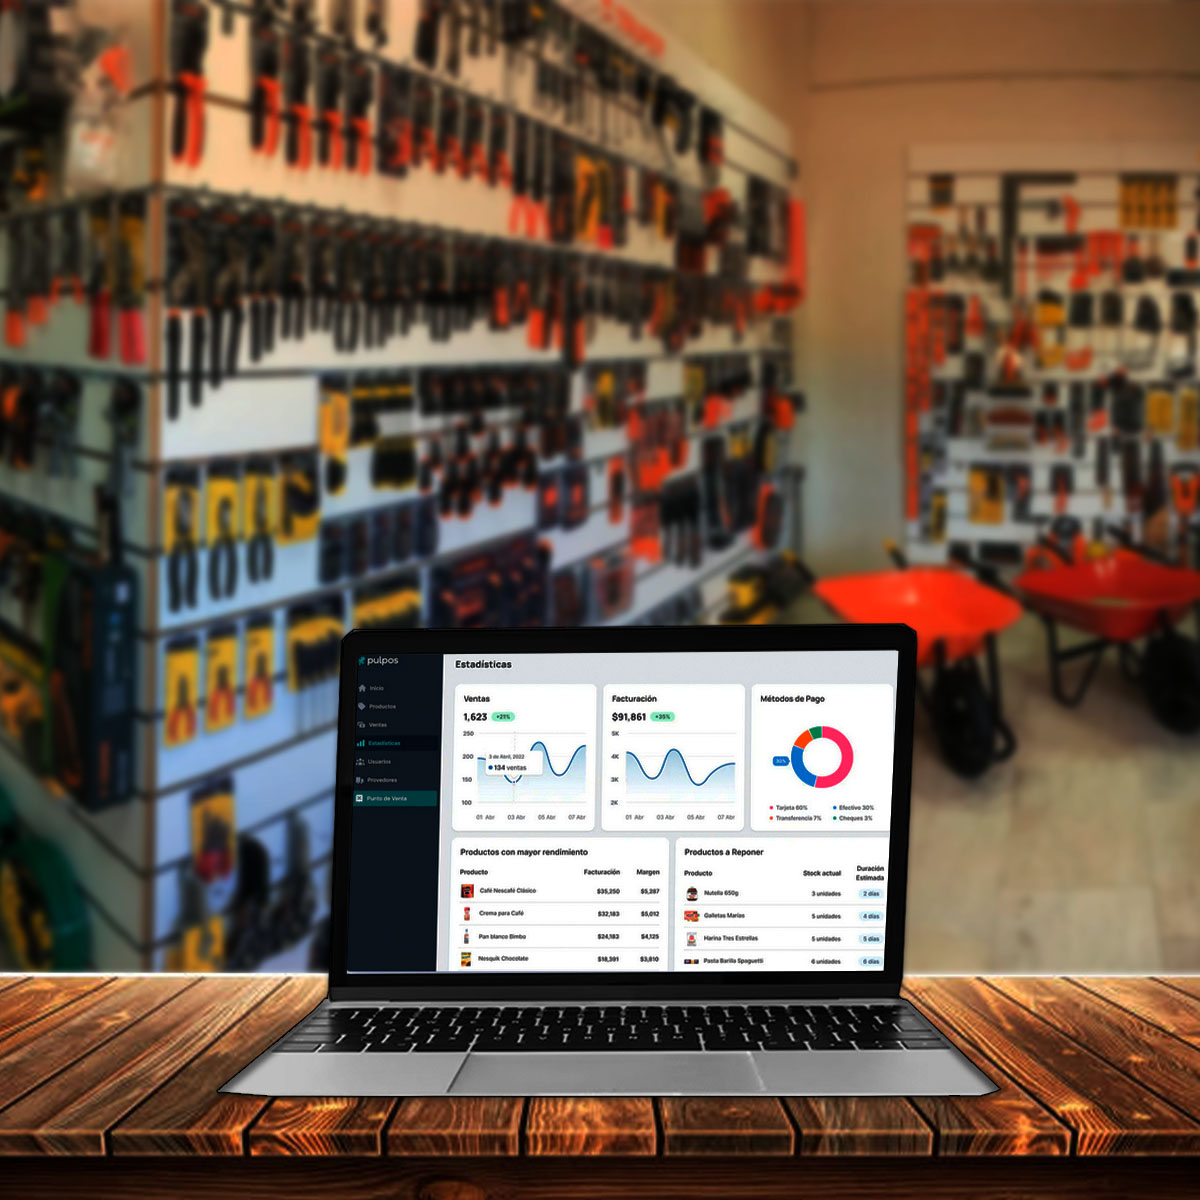 pulpos
Inicio
Productos
Ventas
Estadísticas
Usuarios
Provedores
Punto de Venta
Estadísticas
Ventas
1,623 +21%
250
200
150
100
3 de Abril, 2022
134 ventas
01 Abr 03 Abr 05 Abr 07 Abr
Facturación
$91,861 +35%
5K
4K
3K
2K
01 Abr 03 Abr 05 Abr 07 Abr
Métodos de Pago
30%
Tarjeta 60% Efectivo 30%
Transferencia 7% Cheques 3%
Productos con mayor rendimiento
Producto Facturación Margen
Café Nescafé Clásico $35,250 $5,287
Crema para Café $32,183 $5,012
Pan blanco Bimbo $24,183 $4,125
Nesquik Chocolate $18,391 $3,810
Productos a Reponer
Producto Stock actual Duración
Estimada
Nutella 650g 3 unidades 2 días
Galletas Marías 5 unidades 4 días
Harina Tres Estrellas 5 unidades 5 días
Pasta Barilla Spaguetti 6 unidades 6 días